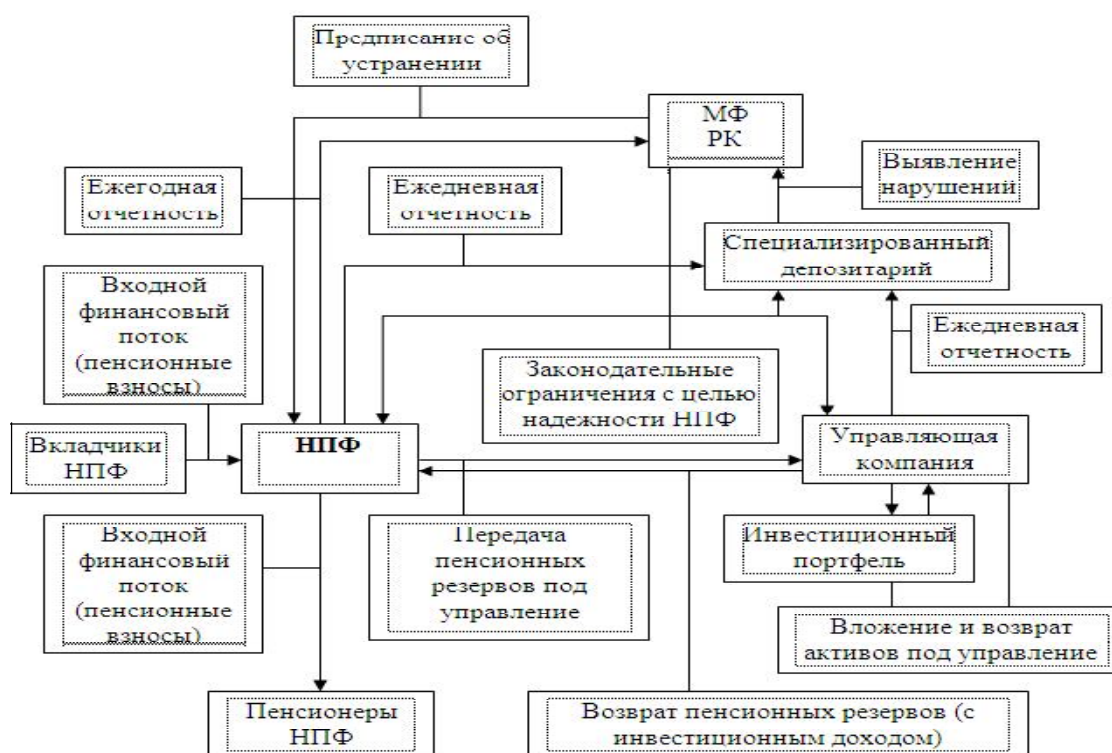 Предписание об
устранении
МФ
РК
Выявление
нарушений
Ежегодная
отчетность
Ежедневная
отчетность
Специализированный
депозитарий
Входной
финансовый
поток
(пенсионные
взносы)
Ежедневная
отчетность
Законодательные
ограничения с целью
надежности НПФ
Вкладчики
НПФ
НПФ
Управляющая
компания
Входной
финансовый
поток
(пенсионные
взносы)
Передача
пенсионных
резервов под
управление
Инвестиционный
портфель
Вложение и возврат
активов под управление
Пенсионеры
НПФ
Возврат пенсионных резервов (с
инвестиционным доходом)